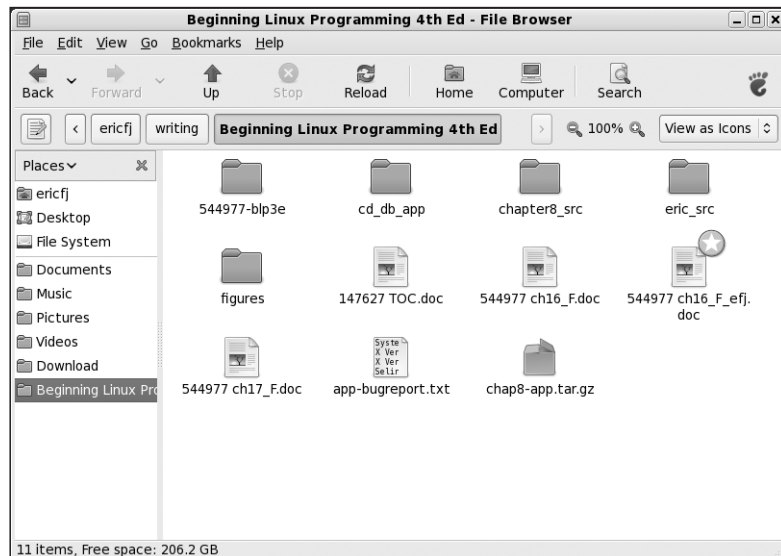 Beginning Linux Programming 4th Ed - File Browser
File Edit View Go Bookmarks Help
Back Forward Up Stop Reload Home Computer Search
ericfj writing Beginning Linux Programming 4th Ed 100% View as Icons
Places
ericfj
Desktop
File System
Documents
Music
Pictures
Videos
Download
Beginning Linux Pro
544977-blp3e cd_db_app chapter8_src eric_src
figures 147627 TOC.doc 544977 ch16_F.doc 544977 ch16_F_efj.
doc
Syste
X Ver
X Ver
Selir
544977 ch17_F.doc app-bugreport.txt chap8-app.tar.gz
11 items, Free space: 206.2 GB